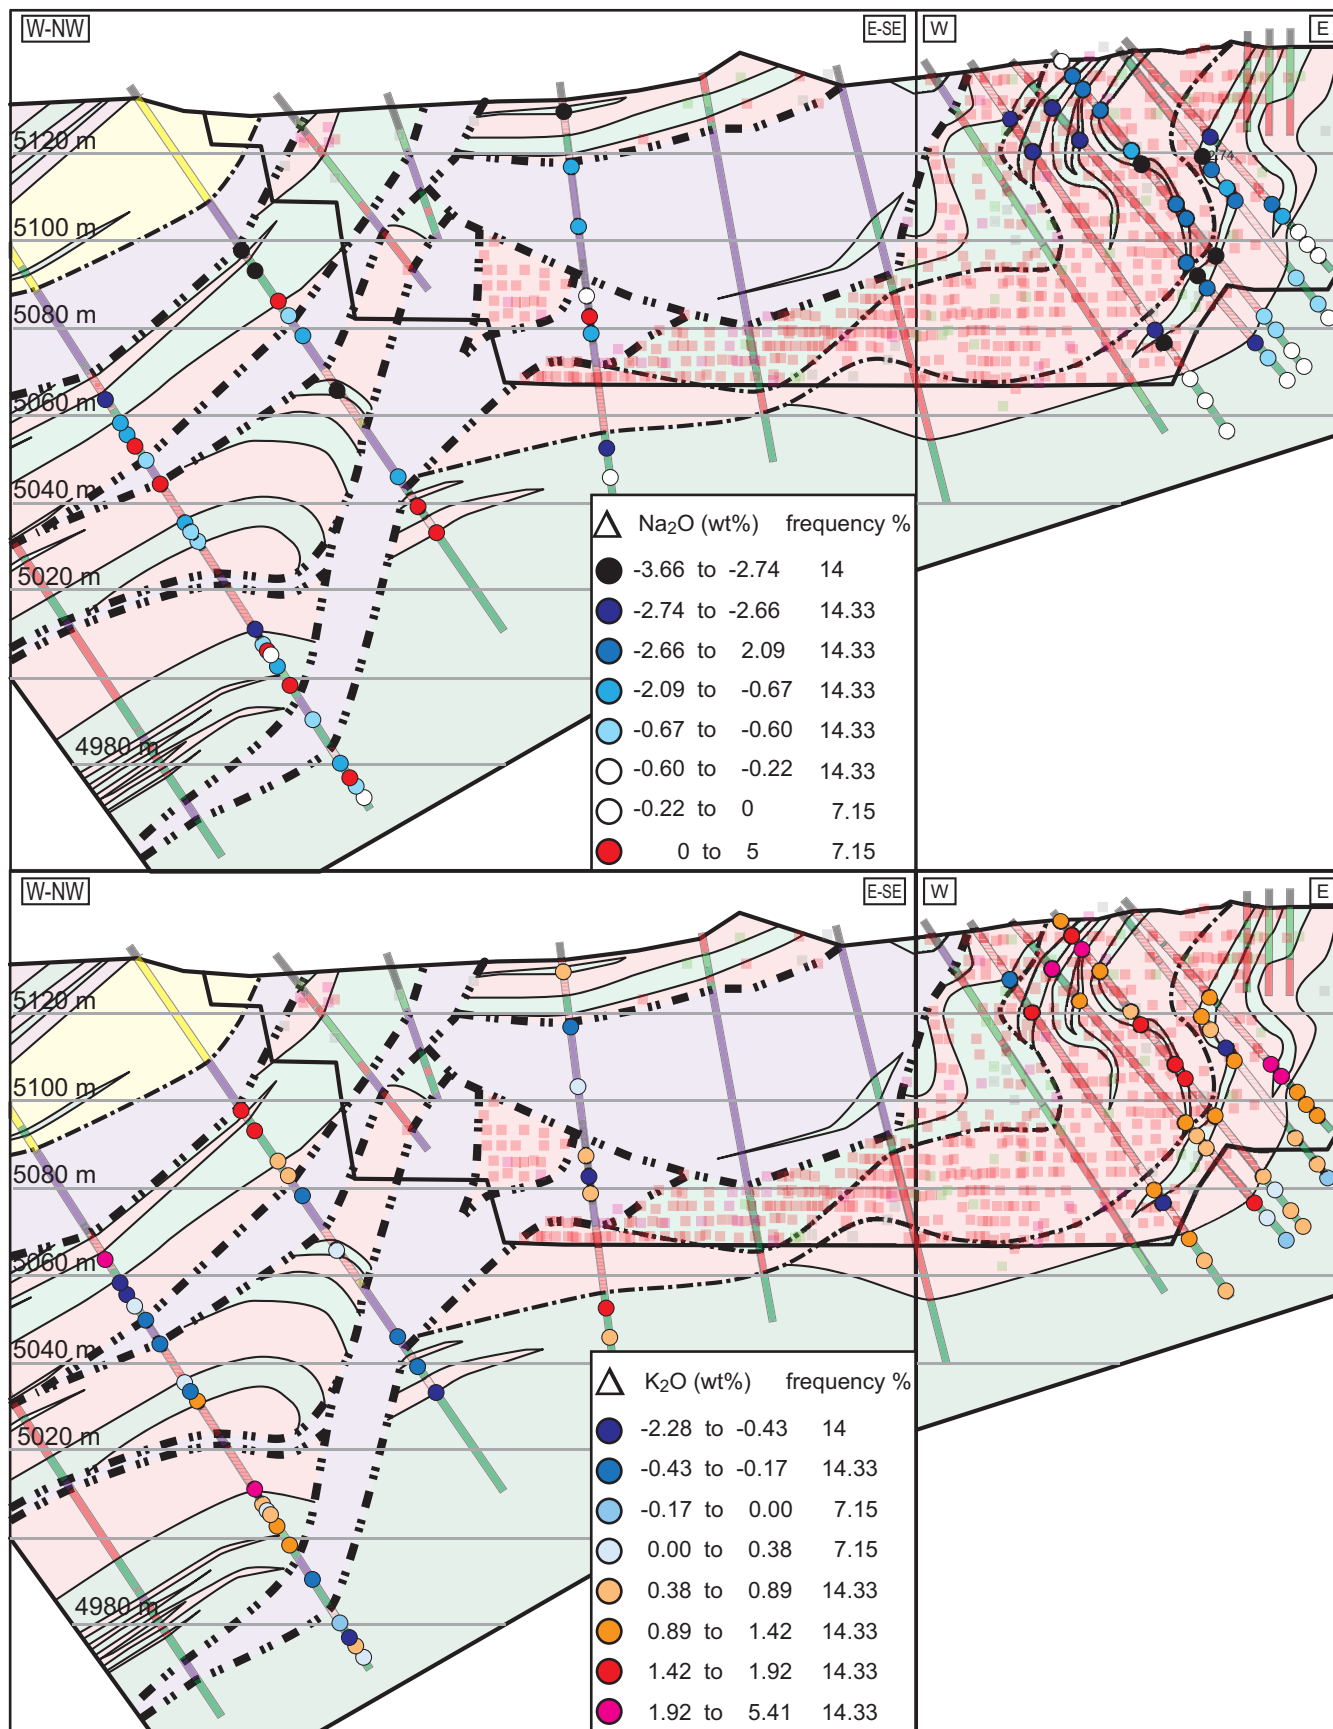 W-NW
E-SE
W
E
5120 m
5100 m
5080 m
5060 m
5040 m
5020 m
4980 m
△ Na₂O (wt%) frequency %
-3.66 to -2.74 14
-2.74 to -2.66 14.33
-2.66 to 2.09 14.33
-2.09 to -0.67 14.33
-0.67 to -0.60 14.33
-0.60 to -0.22 14.33
-0.22 to 0 7.15
0 to 5 7.15
W-NW
E-SE
W
E
5120 m
5100 m
5080 m
5060 m
5040 m
5020 m
4980 m
△ K₂O (wt%) frequency %
-2.28 to -0.43 14
-0.43 to -0.17 14.33
-0.17 to 0.00 7.15
0.00 to 0.38 7.15
0.38 to 0.89 14.33
0.89 to 1.42 14.33
1.42 to 1.92 14.33
1.92 to 5.41 14.33